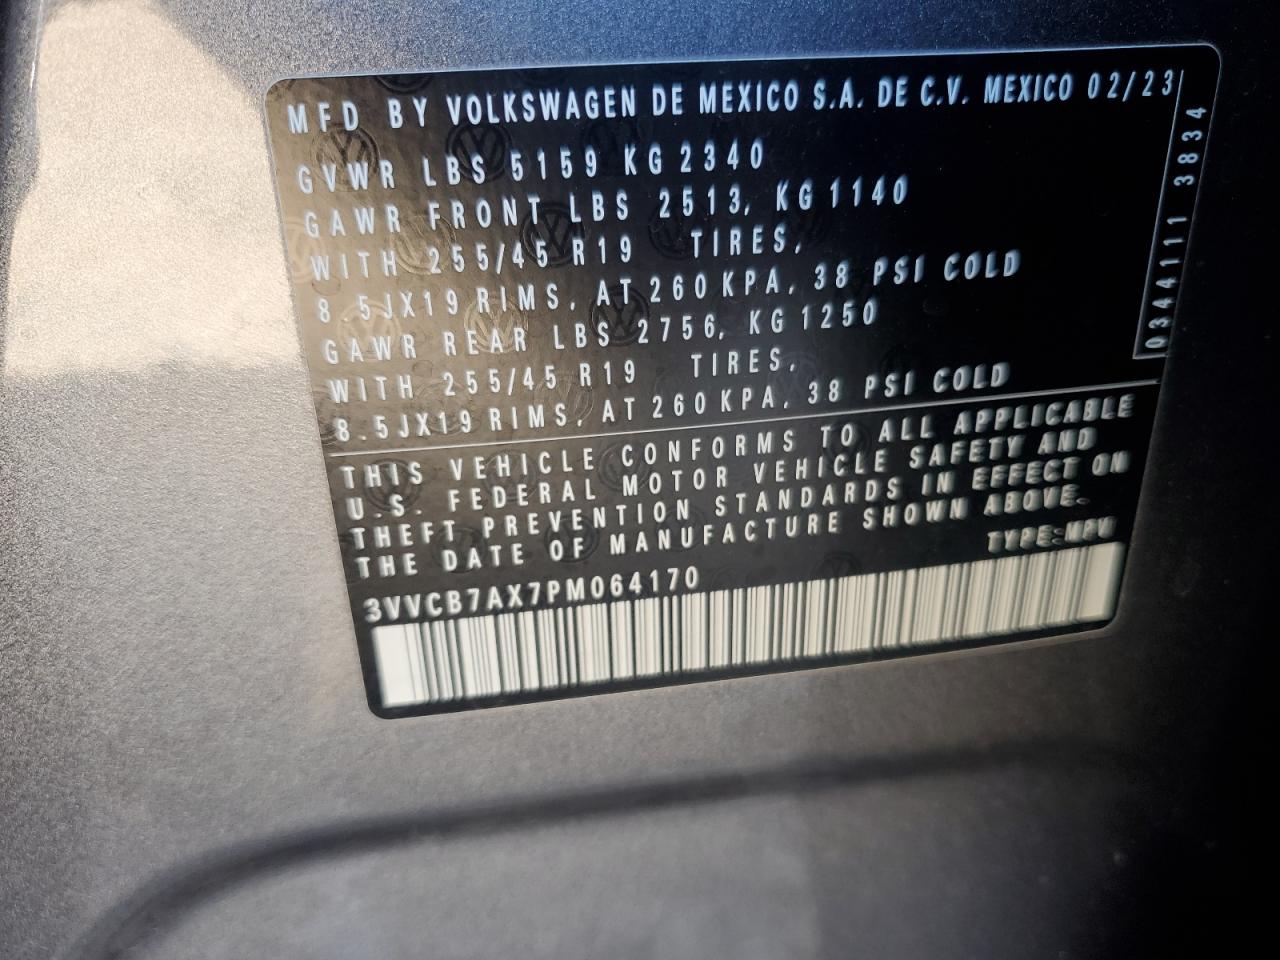 MFD BY VOLKSWAGEN DE MEXICO S.A. DE C.V. MEXICO 02/23
GVWR LBS 5159 KG 2340
GAWR FRONT LBS 2513, KG 1140
WITH 255/45 R19 TIRES,
8.5JX19 RIMS, AT 260 KPA, 38 PSI COLD
GAWR REAR LBS 2756, KG 1250
WITH 255/45 R19 TIRES,
8.5JX19 RIMS, AT 260 KPA, 38 PSI COLD
0344111 3834
THIS VEHICLE CONFORMS TO ALL APPLICABLE
U.S. FEDERAL MOTOR VEHICLE SAFETY AND
THEFT PREVENTION STANDARDS IN EFFECT ON
THE DATE OF MANUFACTURE SHOWN ABOVE.
TYPE:MPV
3VVCB7AX7PM064170